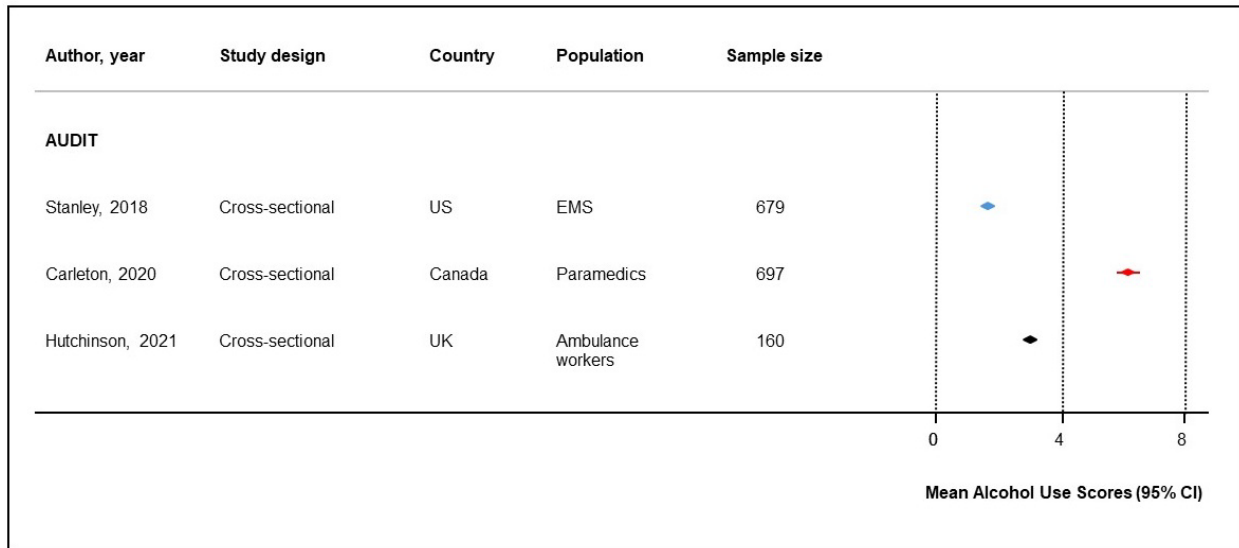 Author, year Study design Country Population Sample size
AUDIT
Stanley, 2018 Cross-sectional US EMS 679
Carleton, 2020 Cross-sectional Canada Paramedics 697
Hutchinson, 2021 Cross-sectional UK Ambulance 160
workers
0 4 8
Mean Alcohol Use Scores (95% CI)